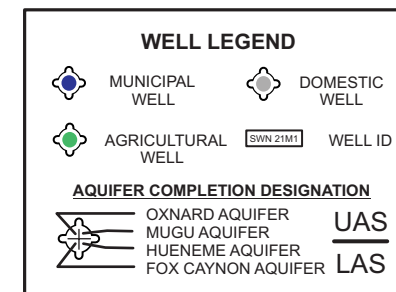 WELL LEGEND
MUNICIPAL WELL
DOMESTIC WELL
AGRICULTURAL WELL
SWN 21M1
WELL ID
AQUIFER COMPLETION DESIGNATION
OXNARD AQUIFER
MUGU AQUIFER
UAS
HUENEME AQUIFER
FOX CAYNON AQUIFER
LAS